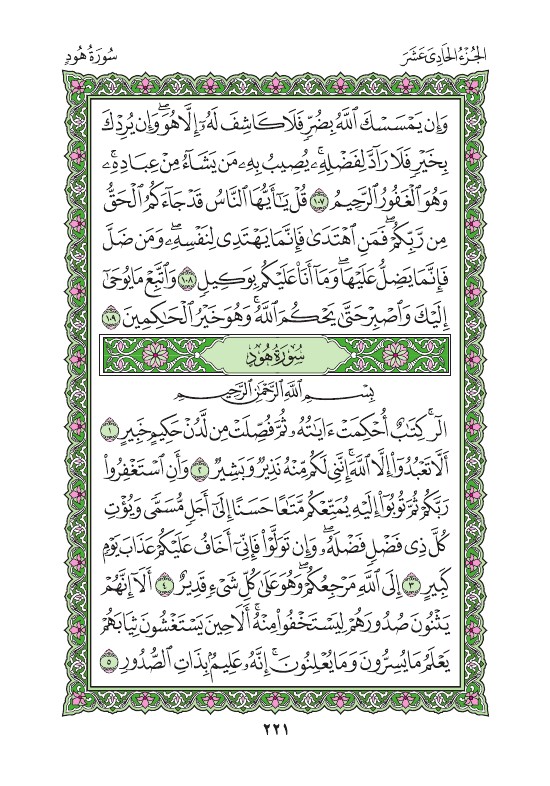 الجُزْءُ الحَادِي عَشَرَ
سُورَةُ هُودٍ
وَإِن يَمْسَسْكَ ٱللَّهُ بِضُرٍّ فَلَا كَاشِفَ لَهُۥٓ إِلَّا هُوَۖ وَإِن يُرِدْكَ
بِخَيْرٍ فَلَا رَآدَّ لِفَضْلِهِۦۚ يُصِيبُ بِهِۦ مَن يَشَآءُ مِنْ عِبَادِهِۦۚ
وَهُوَ ٱلْغَفُورُ ٱلرَّحِيمُ ١٠٧ قُلْ يَـٰٓأَيُّهَا ٱلنَّاسُ قَدْ جَآءَكُمُ ٱلْحَقُّ
مِن رَّبِّكُمْۖ فَمَنِ ٱهْتَدَىٰ فَإِنَّمَا يَهْتَدِى لِنَفْسِهِۦۖ وَمَن ضَلَّ
فَإِنَّمَا يَضِلُّ عَلَيْهَاۖ وَمَآ أَنَا۠ عَلَيْكُم بِوَكِيلٍ ١٠٨ وَٱتَّبِعْ مَا يُوحَىٰٓ
إِلَيْكَ وَٱصْبِرْ حَتَّىٰ يَحْكُمَ ٱللَّهُۚ وَهُوَ خَيْرُ ٱلْحَـٰكِمِينَ ١٠٩
سُورَةُ هُودٍ
بِسْمِ ٱللَّهِ ٱلرَّحْمَـٰنِ ٱلرَّحِيمِ
الٓرۚ كِتَـٰبٌ أُحْكِمَتْ ءَايَـٰتُهُۥ ثُمَّ فُصِّلَتْ مِن لَّدُنْ حَكِيمٍ خَبِيرٍ ١
أَلَّا تَعْبُدُوٓا۟ إِلَّا ٱللَّهَۚ إِنَّنِى لَكُم مِّنْهُ نَذِيرٌ وَبَشِيرٌ ٢ وَأَنِ ٱسْتَغْفِرُوا۟
رَبَّكُمْ ثُمَّ تُوبُوٓا۟ إِلَيْهِ يُمَتِّعْكُم مَّتَـٰعًا حَسَنًا إِلَىٰٓ أَجَلٍ مُّسَمًّى وَيُؤْتِ
كُلَّ ذِى فَضْلٍ فَضْلَهُۥۖ وَإِن تَوَلَّوْا۟ فَإِنِّىٓ أَخَافُ عَلَيْكُمْ عَذَابَ يَوْمٍ
كَبِيرٍ ٣ إِلَى ٱللَّهِ مَرْجِعُكُمْۖ وَهُوَ عَلَىٰ كُلِّ شَىْءٍ قَدِيرٌ ٤ أَلَآ إِنَّهُمْ
يَثْنُونَ صُدُورَهُمْ لِيَسْتَخْفُوا۟ مِنْهُۚ أَلَا حِينَ يَسْتَغْشُونَ ثِيَابَهُمْ
يَعْلَمُ مَا يُسِرُّونَ وَمَا يُعْلِنُونَۚ إِنَّهُۥ عَلِيمٌۢ بِذَاتِ ٱلصُّدُورِ ٥
٢٢١